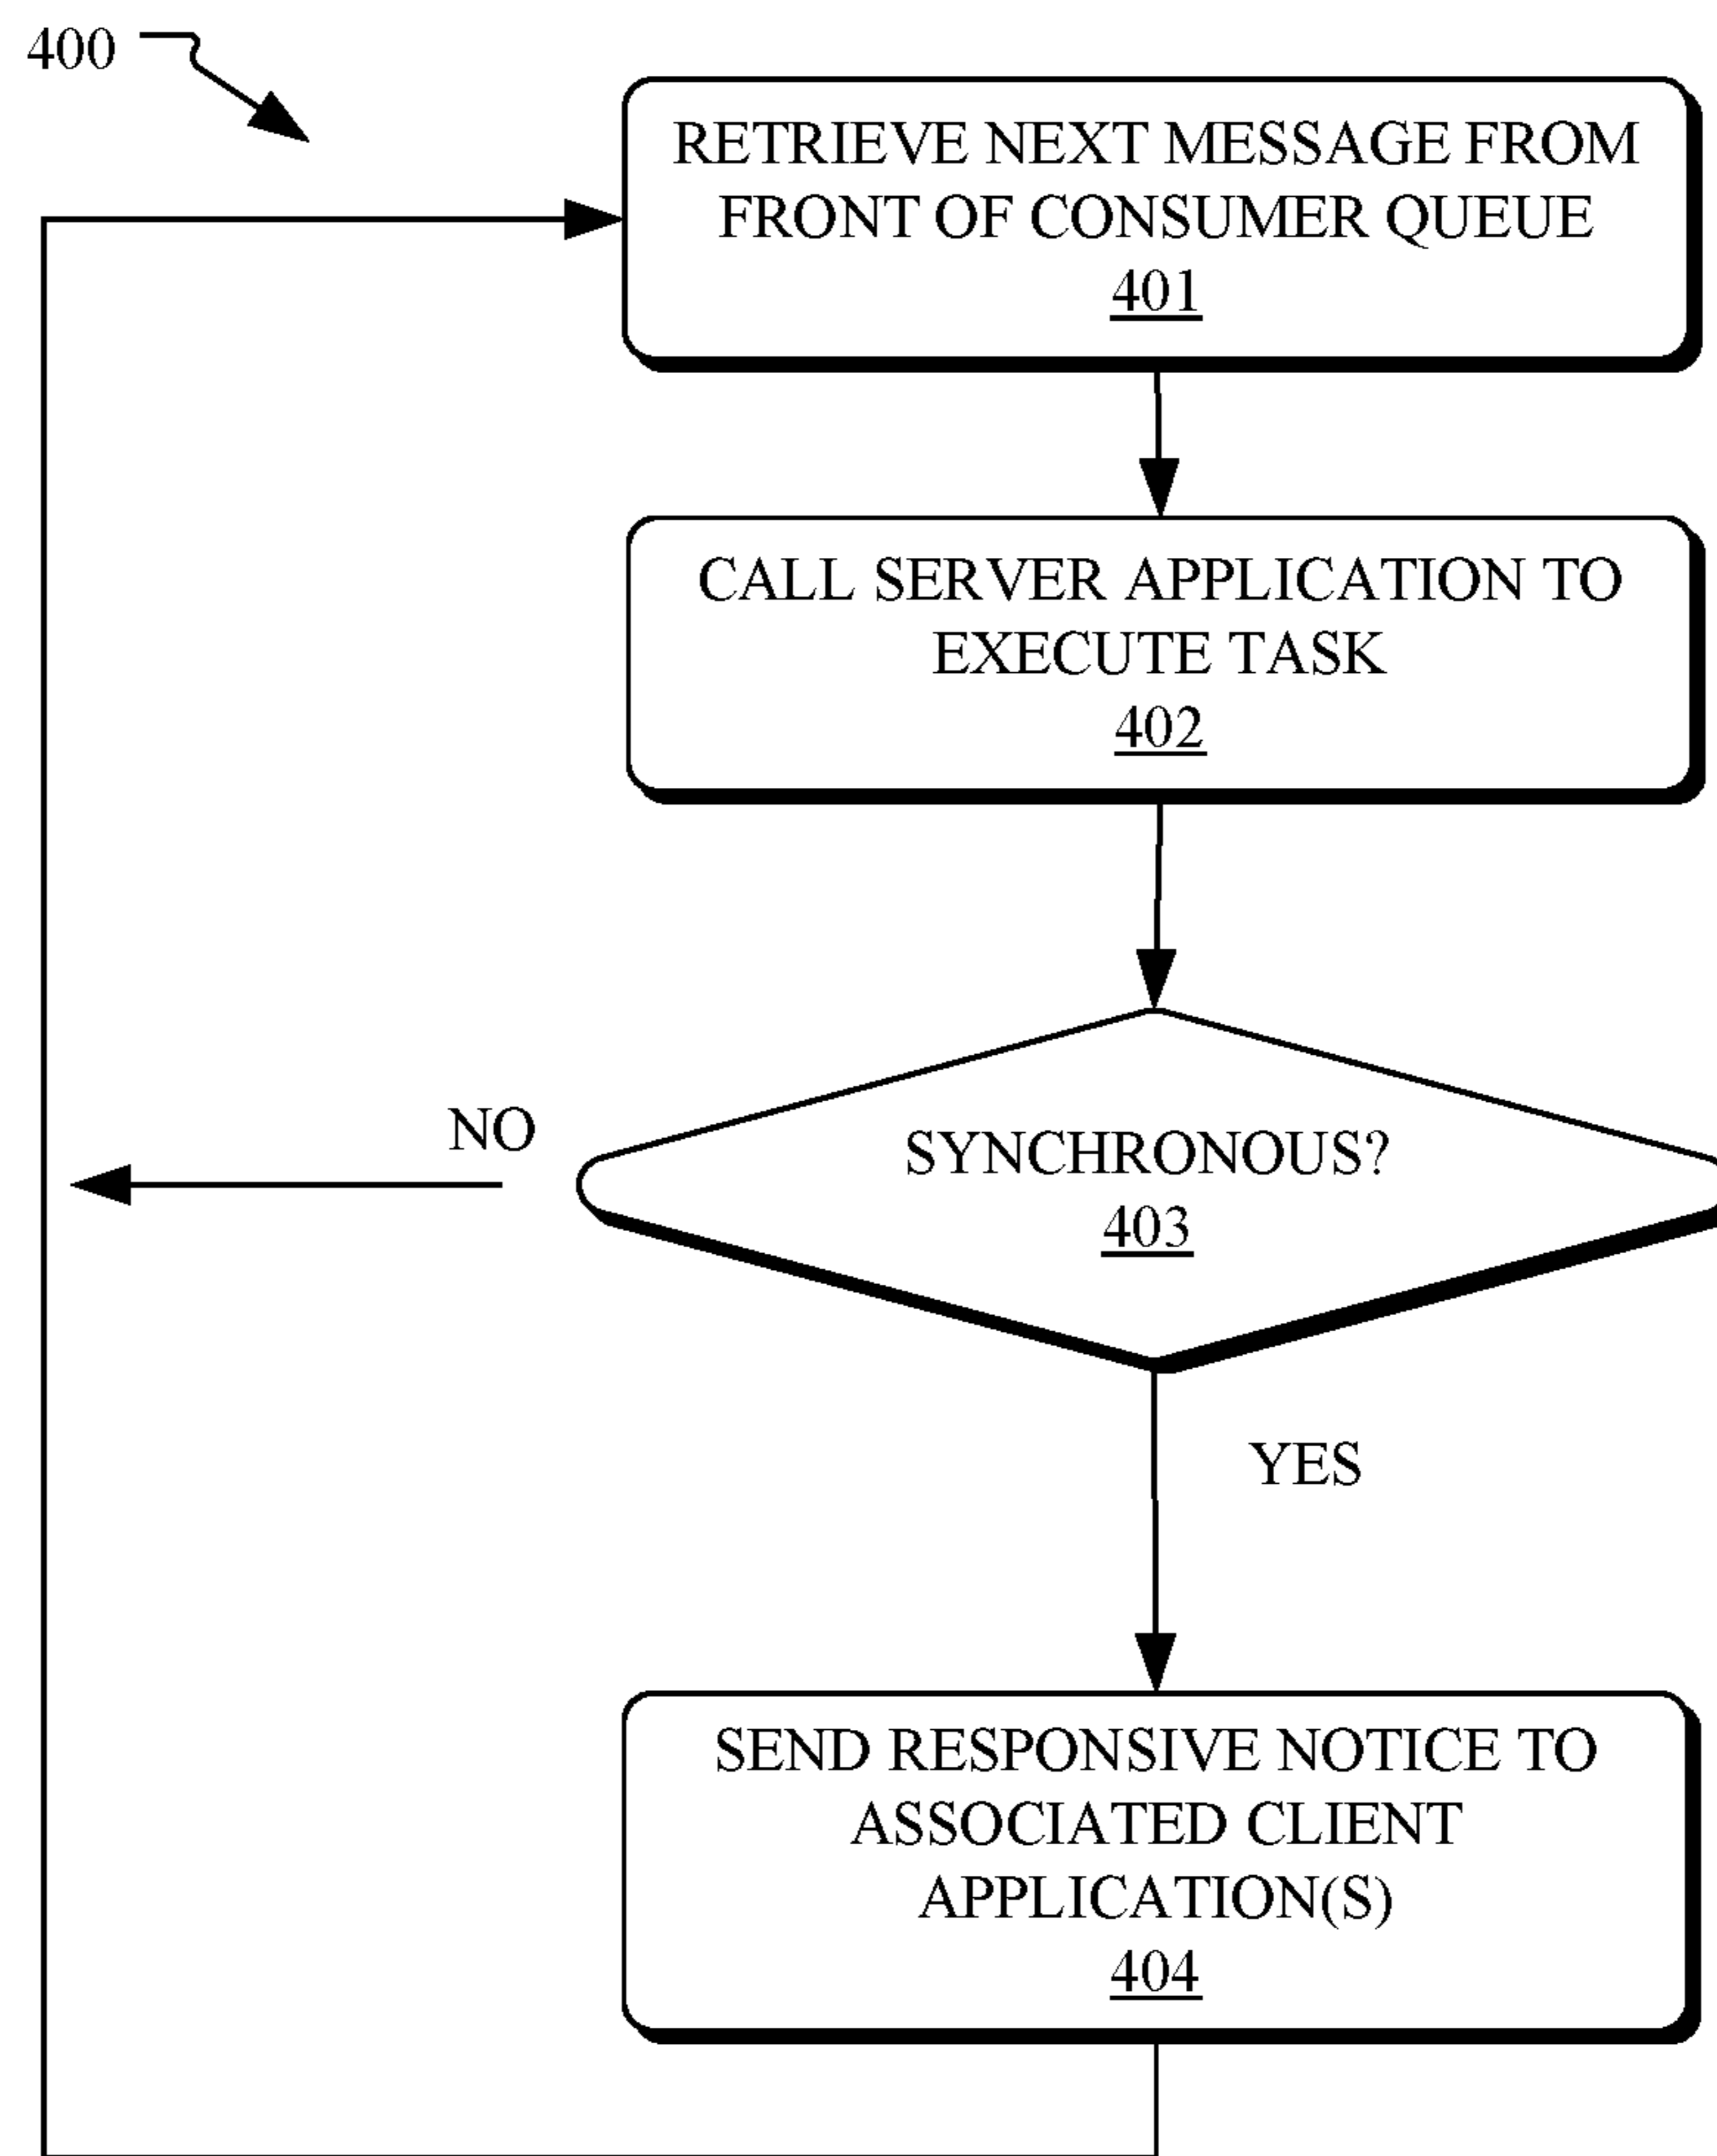 400
RETRIEVE NEXT MESSAGE FROM
FRONT OF CONSUMER QUEUE
401
CALL SERVER APPLICATION TO
EXECUTE TASK
402
NO
SYNCHRONOUS?
403
YES
SEND RESPONSIVE NOTICE TO
ASSOCIATED CLIENT
APPLICATION(S)
404